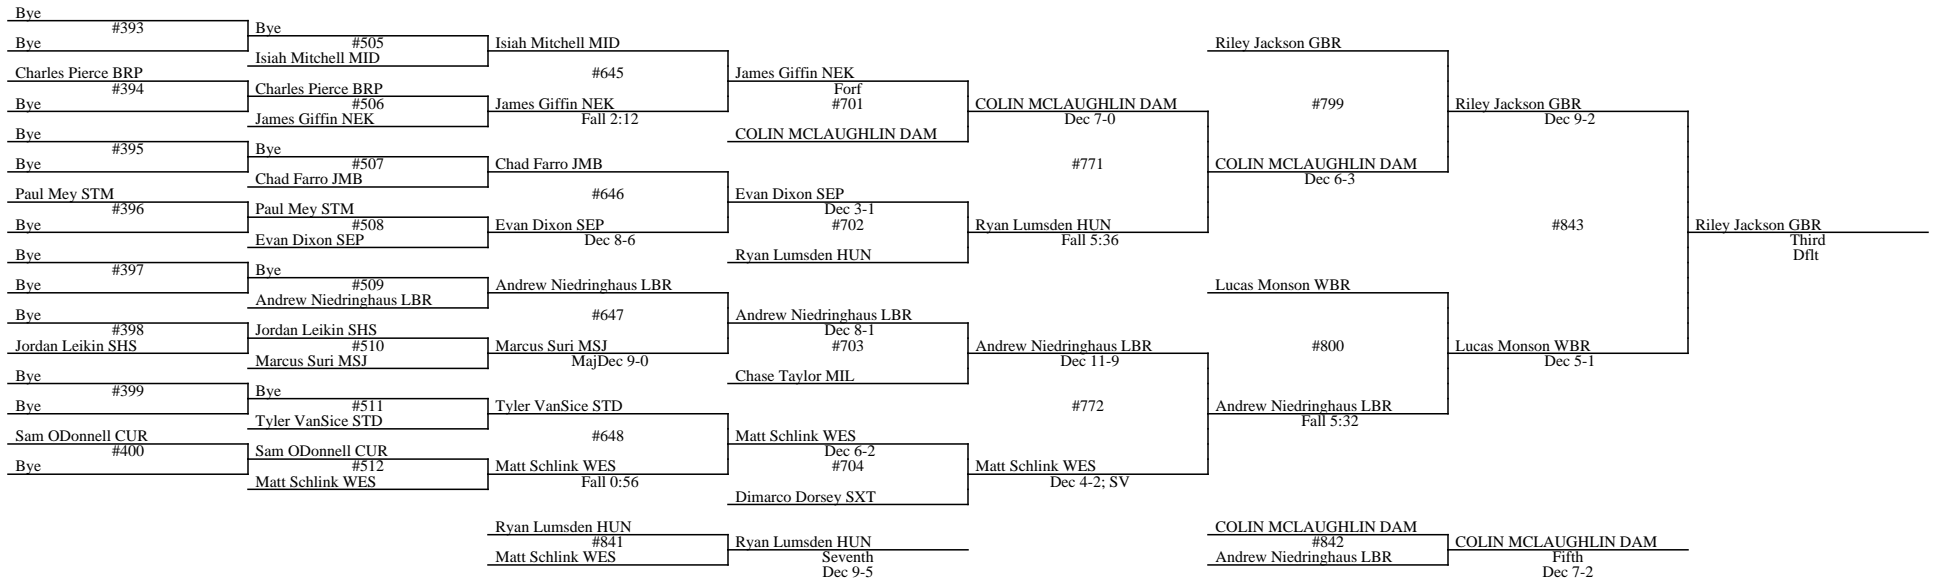 Bye
#393
Bye
Charles Pierce BRP
#394
Bye
Bye
#395
Bye
Paul Mey STM
#396
Bye
Bye
#397
Bye
Bye
#398
Jordan Leikin SHS
Bye
#399
Bye
Sam ODonnell CUR
#400
Bye
Bye
#505
Isiah Mitchell MID
Charles Pierce BRP
#506
James Giffin NEK
Bye
#507
Chad Farro JMB
Paul Mey STM
#508
Evan Dixon SEP
Bye
#509
Andrew Niedringhaus LBR
Jordan Leikin SHS
#510
Marcus Suri MSJ
Bye
#511
Tyler VanSice STD
Sam ODonnell CUR
#512
Matt Schlink WES
Isiah Mitchell MID
#645
James Giffin NEK
Fall 2:12
Chad Farro JMB
#646
Evan Dixon SEP
Dec 8-6
Andrew Niedringhaus LBR
#647
Marcus Suri MSJ
MajDec 9-0
Tyler VanSice STD
#648
Matt Schlink WES
Fall 0:56
James Giffin NEK
Forf
#701
COLIN MCLAUGHLIN DAM
Evan Dixon SEP
Dec 3-1
#702
Ryan Lumsden HUN
Andrew Niedringhaus LBR
Dec 8-1
#703
Chase Taylor MIL
Matt Schlink WES
Dec 6-2
#704
Dimarco Dorsey SXT
COLIN MCLAUGHLIN DAM
Dec 7-0
#771
Ryan Lumsden HUN
Fall 5:36
Andrew Niedringhaus LBR
Dec 11-9
#772
Matt Schlink WES
Dec 4-2; SV
Riley Jackson GBR
#799
COLIN MCLAUGHLIN DAM
Dec 6-3
Lucas Monson WBR
#800
Andrew Niedringhaus LBR
Fall 5:32
Riley Jackson GBR
Dec 9-2
#843
Lucas Monson WBR
Dec 5-1
Riley Jackson GBR
Third
Dflt
Ryan Lumsden HUN
#841
Matt Schlink WES
Ryan Lumsden HUN
Seventh
Dec 9-5
COLIN MCLAUGHLIN DAM
#842
Andrew Niedringhaus LBR
COLIN MCLAUGHLIN DAM
Fifth
Dec 7-2